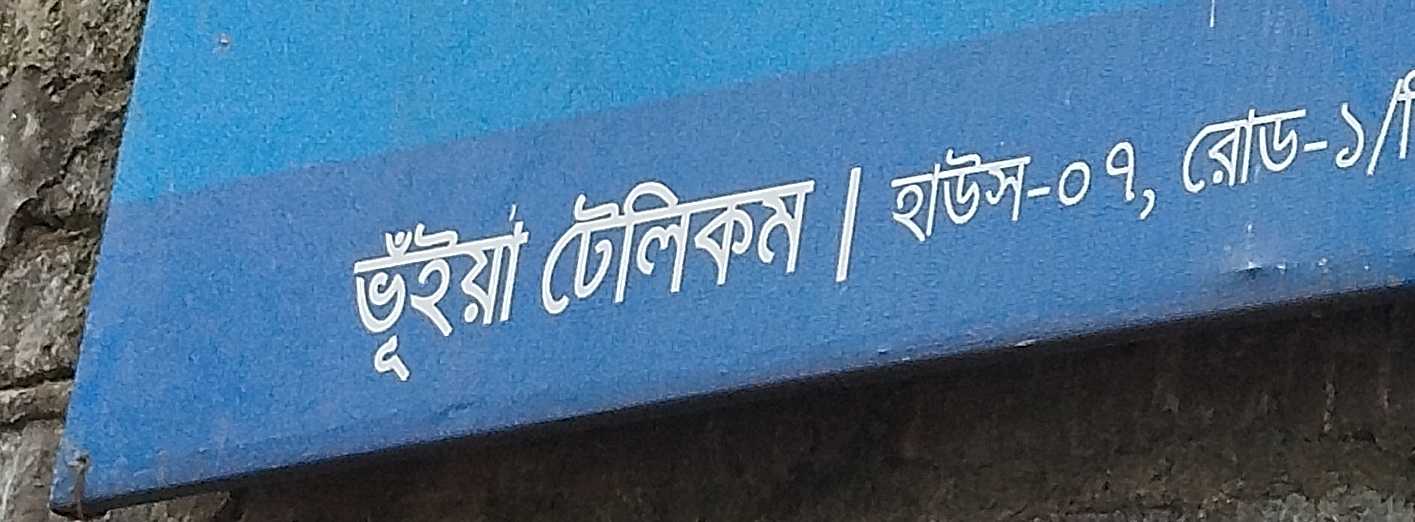 ভূঁইয়া টেলিকম | হাউস-০৭, রোড-১/